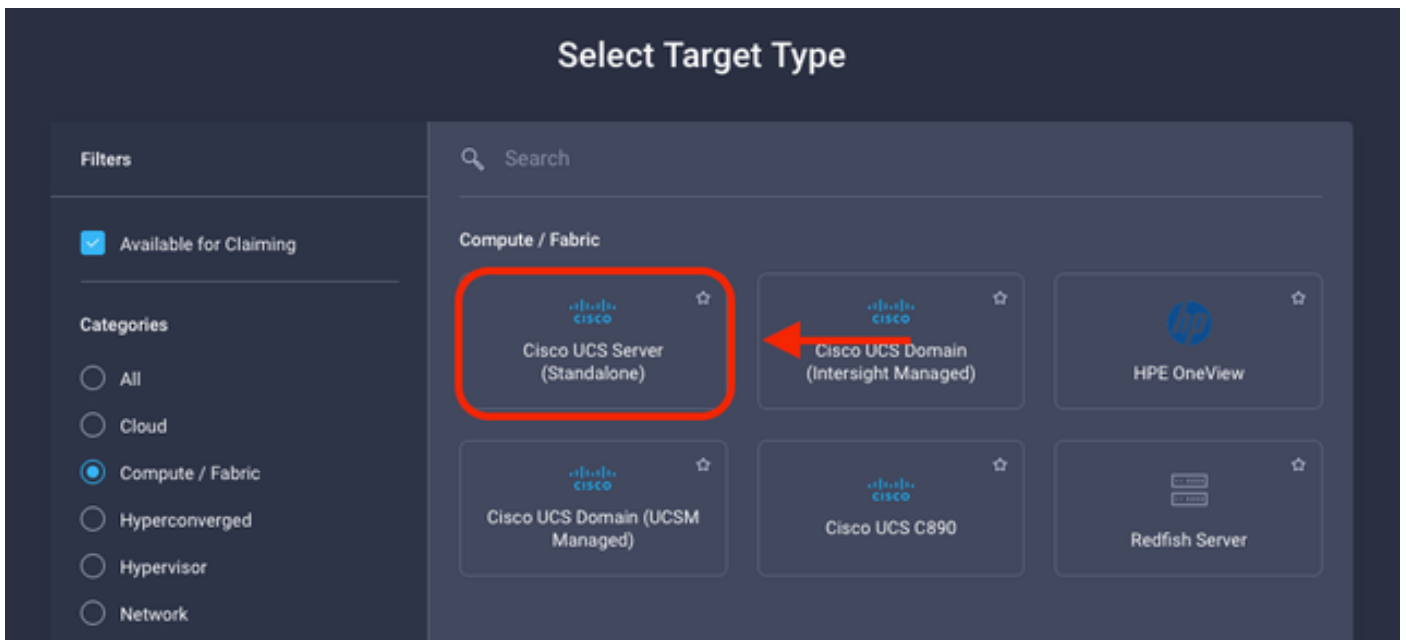 Select Target Type
Filters
Available for Claiming
Categories
All
Cloud
Compute / Fabric
Hyperconverged
Hypervisor
Network
Search
Compute / Fabric
CISCO
Cisco UCS Server
(Standalone)
CISCO
Cisco UCS Domain
(Intersight Managed)
hp
HPE OneView
CISCO
Cisco UCS Domain (UCSM
Managed)
CISCO
Cisco UCS C890
Redfish Server